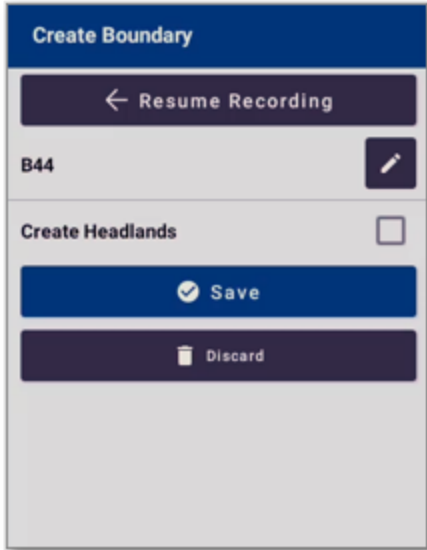 Create Boundary
Resume Recording
B44
Create Headlands
Save
Discard